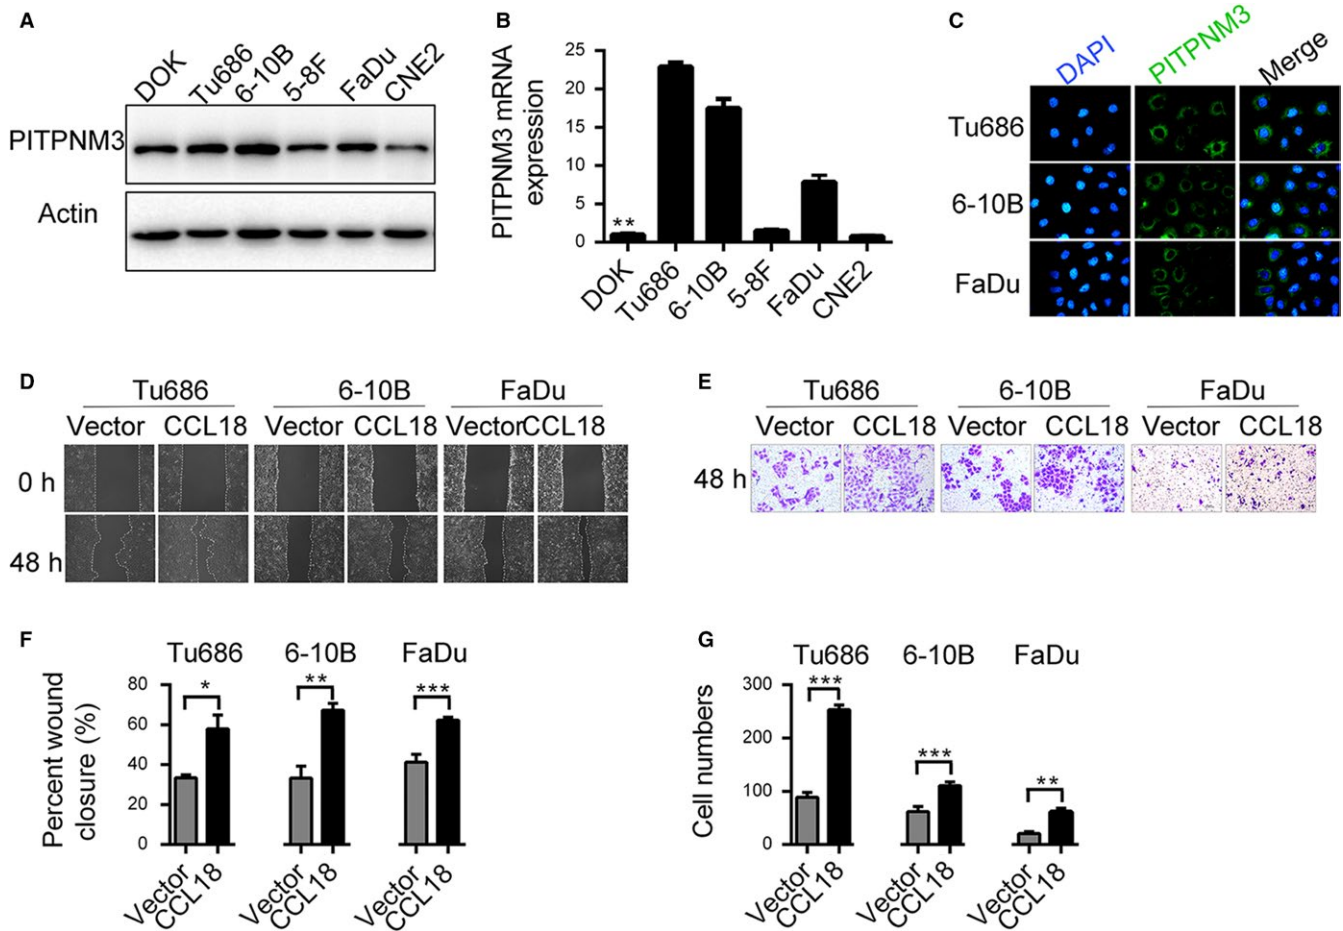 A
DOK
Tu686
6-10B
5-8F
FaDu
CNE2
PITPNM3
Actin
B
PITPNM3 mRNA
expression
25
20
15
10
5
0
**
DOK
Tu686
6-10B
5-8F
FaDu
CNE2
C
DAPI
PITPNM3
Merge
Tu686
6-10B
FaDu
D
Tu686 6-10B FaDu
Vector CCL18 Vector CCL18 VectorCCL18
0 h
48 h
E
Tu686 6-10B FaDu
Vector CCL18 Vector CCL18 Vector CCL18
48 h
F
Tu686 6-10B FaDu
Percent wound
closure (%)
80
60
40
20
0
* ** ***
Vector CCL18 Vector CCL18 Vector CCL18
G
Tu686 6-10B FaDu
Cell numbers
300
200
100
0
*** *** **
Vector CCL18 Vector CCL18 Vector CCL18